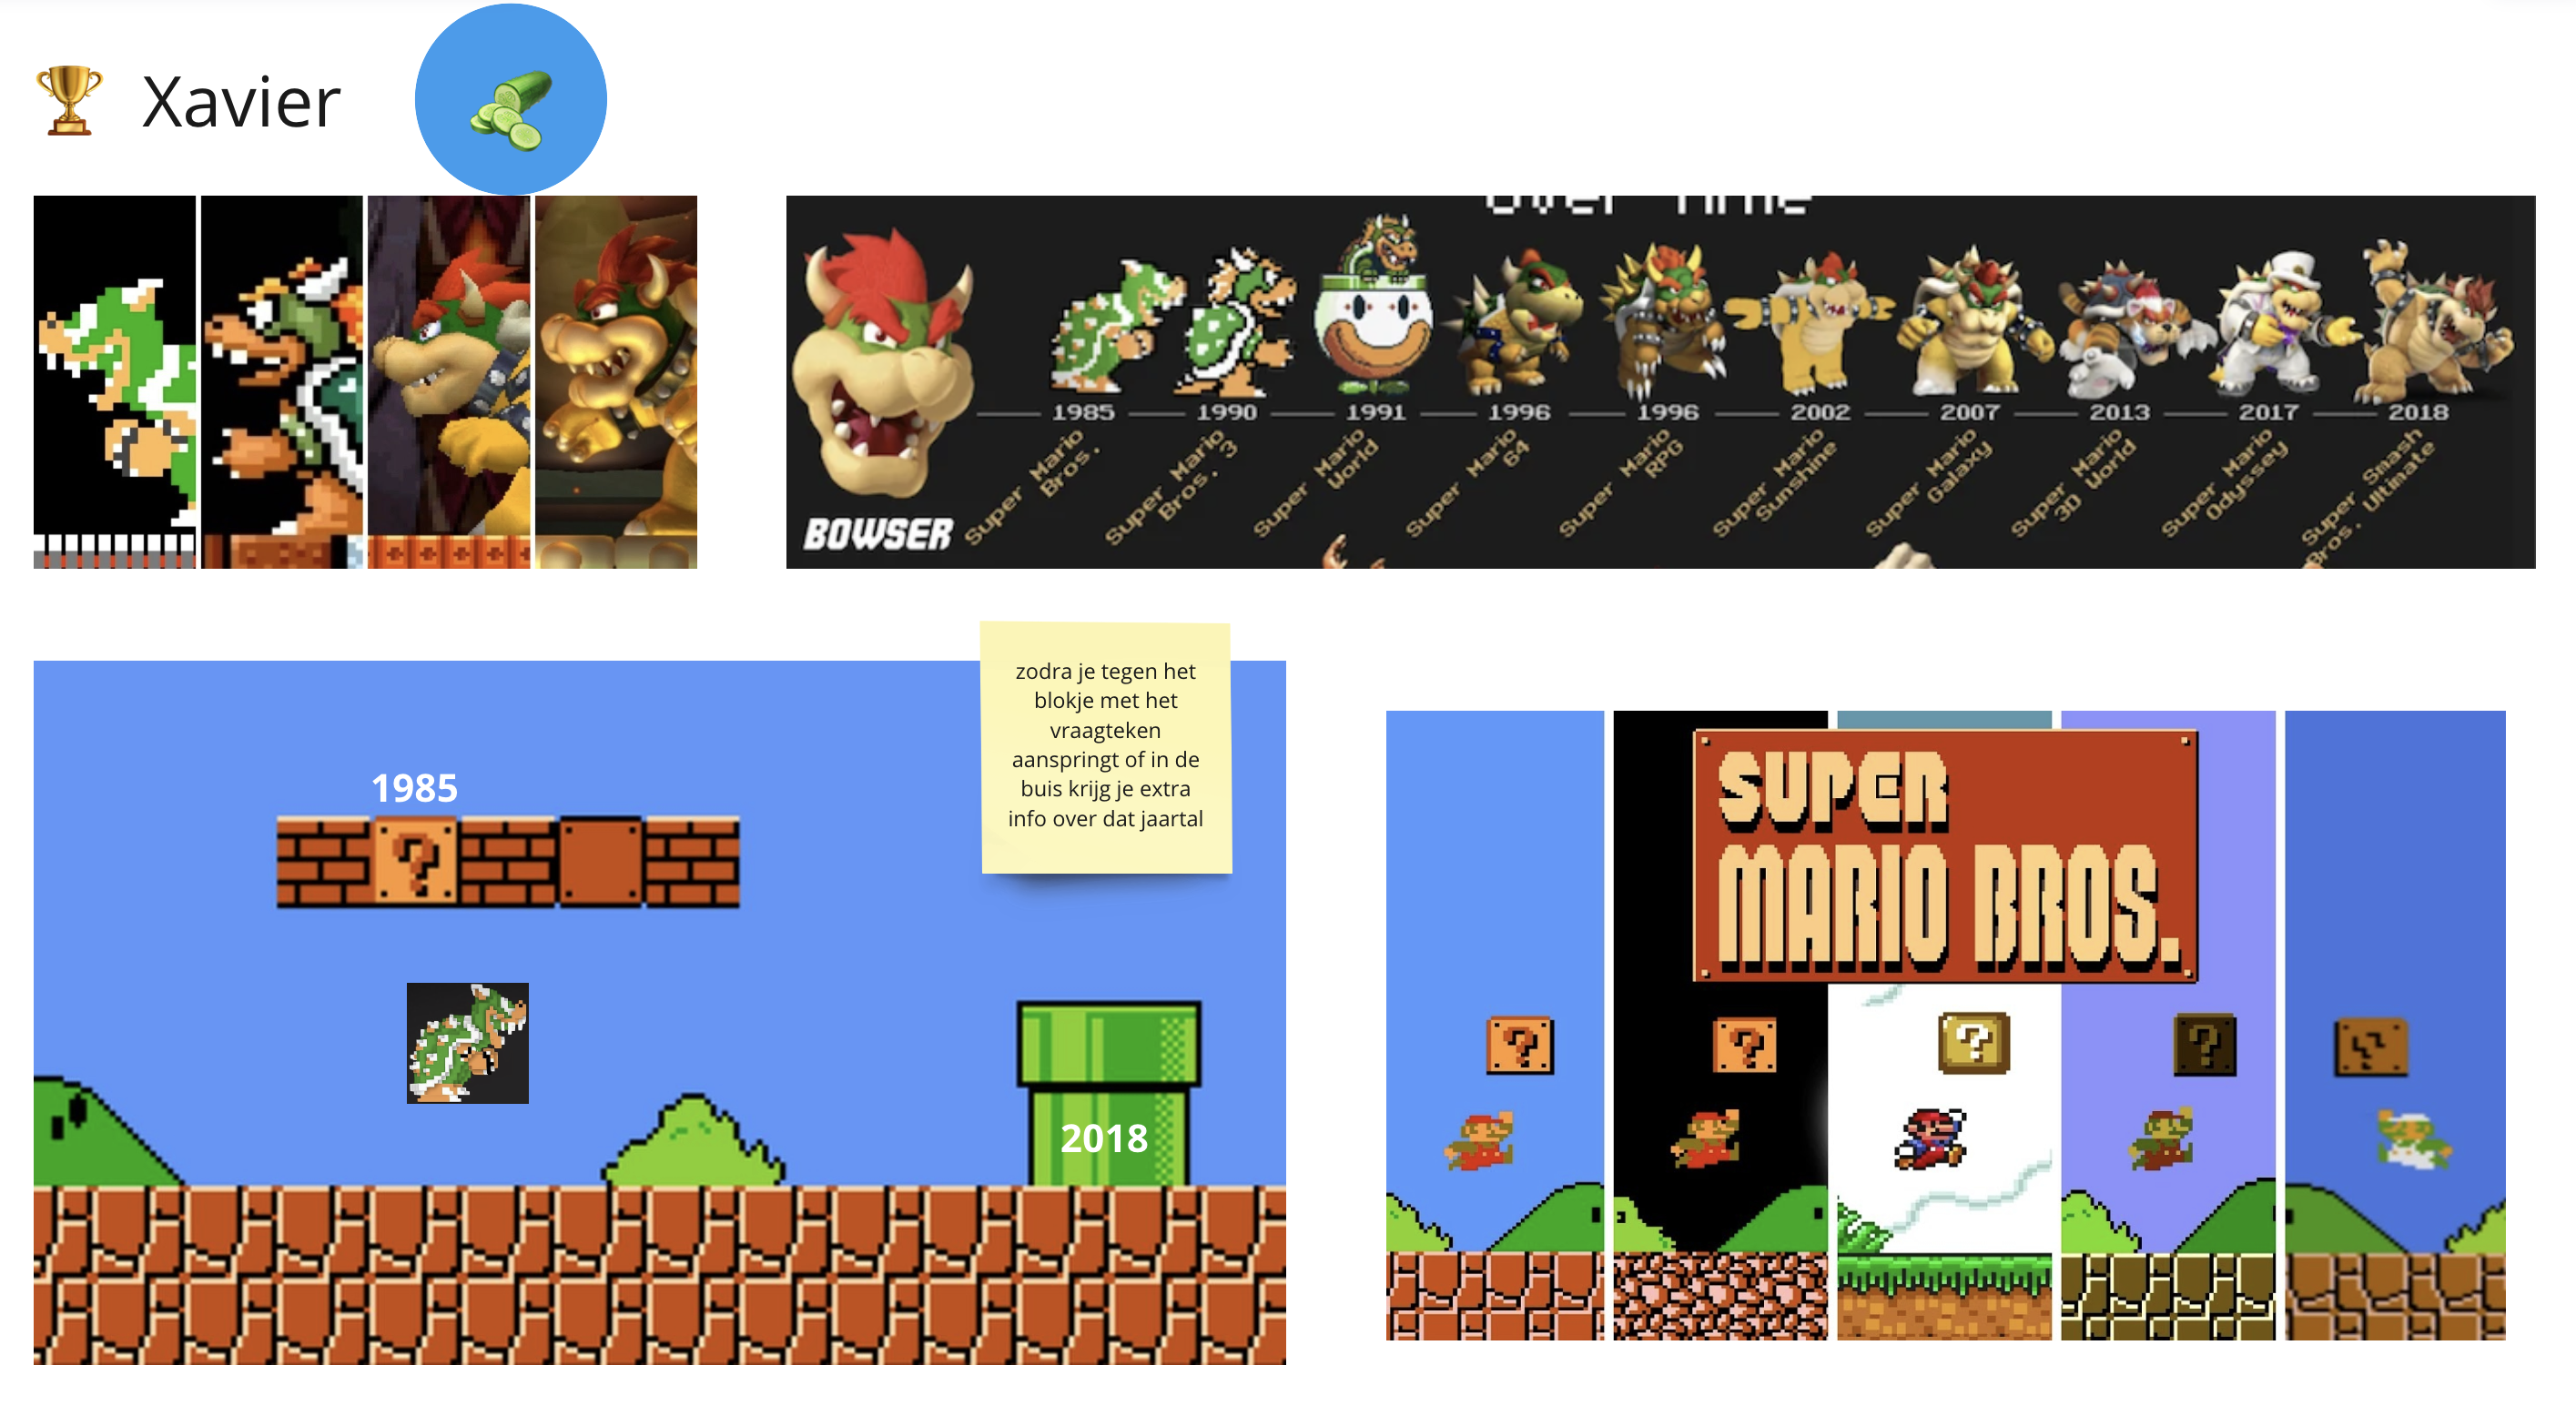 Xavier
Over Time
1985
1990
1991
1996
1996
2002
2007
2013
2017
2018
Super Mario
Bros.
Super Mario
Bros. 3
Super Mario
World
Super Mario
64
Super Mario
RPG
Super Mario
Sunshine
Super Mario
Galaxy
Super Mario
3D World
Super Mario
Odyssey
Super Smash
Bros. Ultimate
BOWSER
zodra je tegen het
blokje met het
vraagteken
aanspringt of in de
buis krijg je extra
info over dat jaartal
1985
?
2018
SUPER
MARIO BROS.
?
?
?
?
?